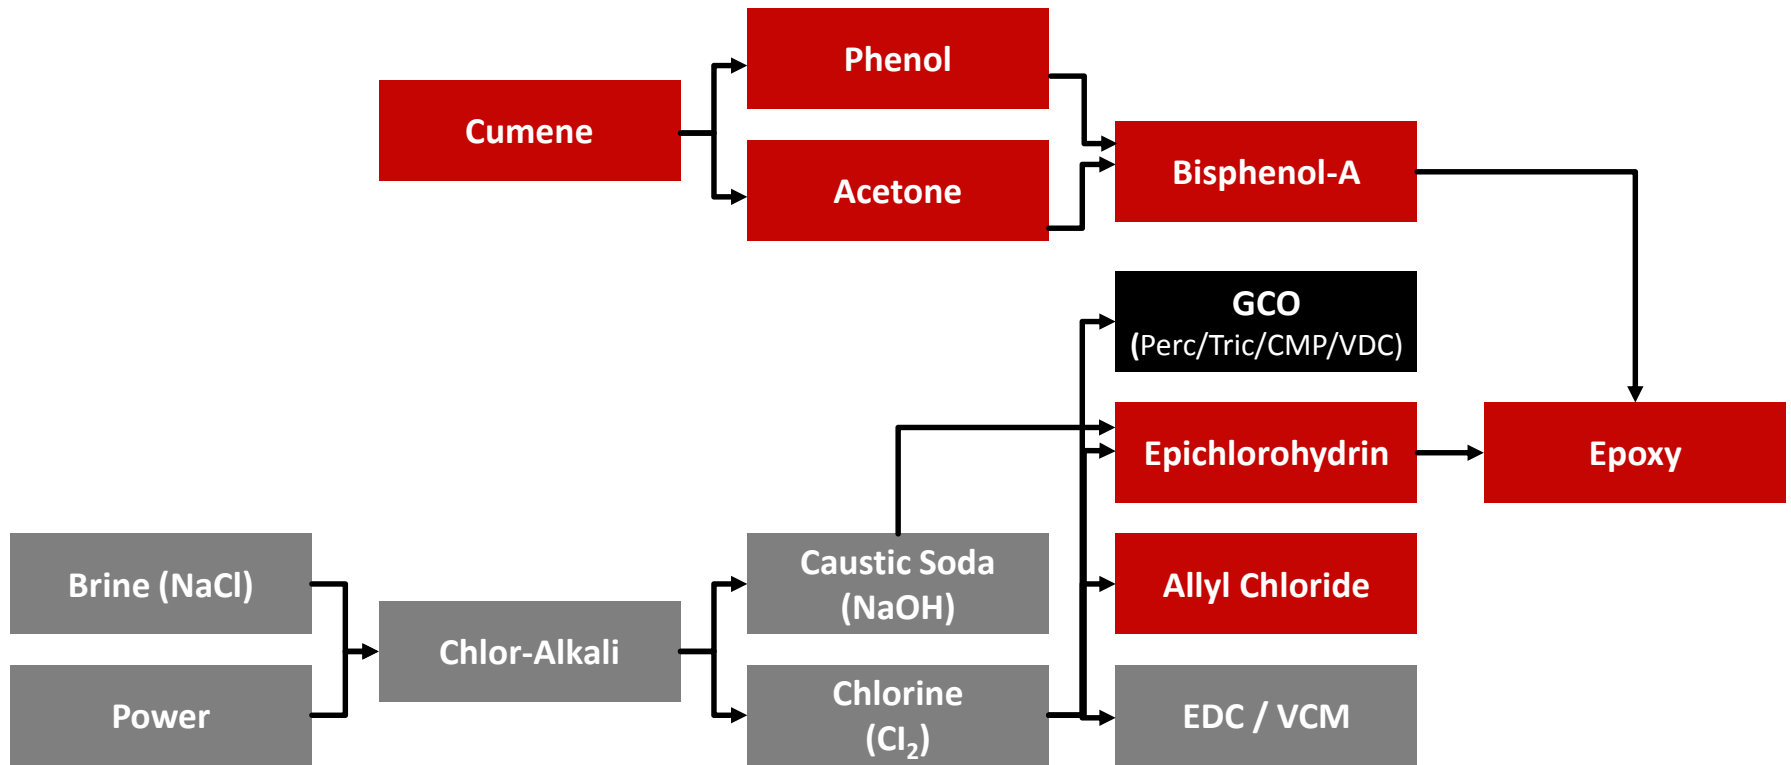 Phenol
Cumene
Acetone
Bisphenol-A
GCO
(Perc/Tric/CMP/VDC)
Epichlorohydrin
Epoxy
Brine (NaCl)
Caustic Soda
(NaOH)
Allyl Chloride
Chlor-Alkali
Power
Chlorine
(Cl₂)
EDC / VCM